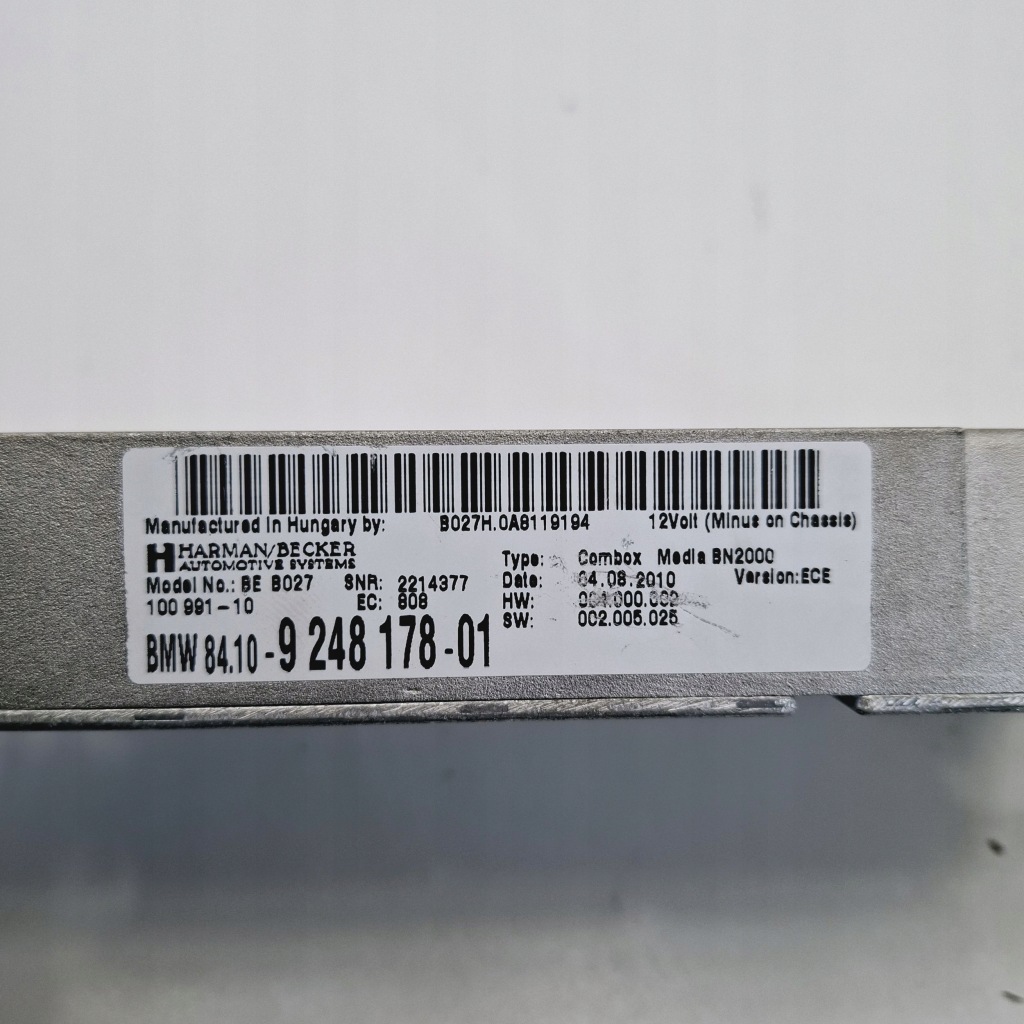 Manufactured in Hungary by: B027H.0A8119194 12Volt (Minus on Chassis)
HARMAN/BECKER
AUTOMOTIVE SYSTEMS
Type: Combox Media BN2000
Model No.: BE B027 SNR: 2214377 Date: 04.08.2010 Version:ECE
100 991-10 EC: 808 HW:
SW: 002.005.025
BMW 84.10-9 248 178-01